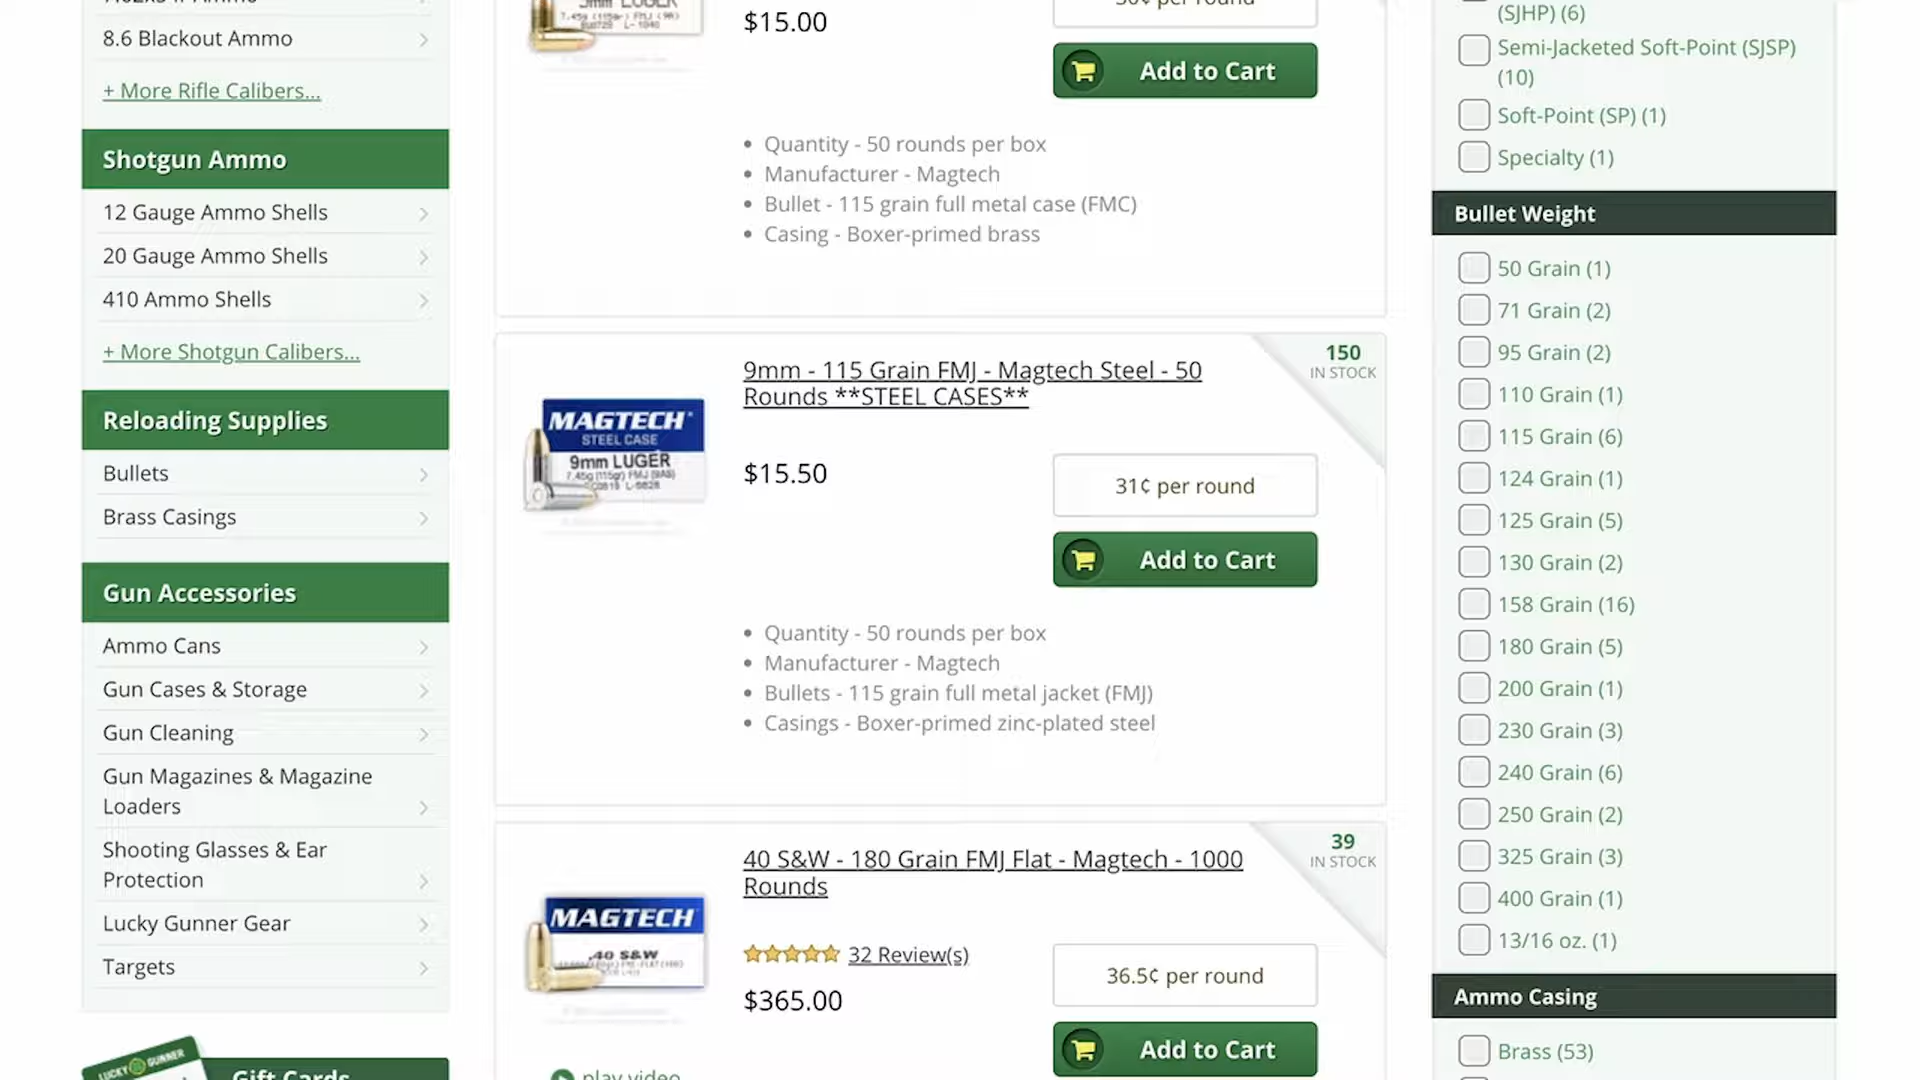 8.6 Blackout Ammo
+ More Rifle Calibers...
Shotgun Ammo
12 Gauge Ammo Shells
20 Gauge Ammo Shells
410 Ammo Shells
+ More Shotgun Calibers...
Reloading Supplies
Bullets
Brass Casings
Gun Accessories
Ammo Cans
Gun Cases & Storage
Gun Cleaning
Gun Magazines & Magazine
Loaders
Shooting Glasses & Ear
Protection
Lucky Gunner Gear
Targets
LUCKY GUNNER
Gift Cards
$15.00
Add to Cart
Quantity - 50 rounds per box
Manufacturer - Magtech
Bullet - 115 grain full metal case (FMC)
Casing - Boxer-primed brass
9mm - 115 Grain FMJ - Magtech Steel - 50
Rounds **STEEL CASES**
150
IN STOCK
MAGTECH
STEEL CASE
9mm LUGER
$15.50
31¢ per round
Add to Cart
Quantity - 50 rounds per box
Manufacturer - Magtech
Bullets - 115 grain full metal jacket (FMJ)
Casings - Boxer-primed zinc-plated steel
40 S&W - 180 Grain FMJ Flat - Magtech - 1000
Rounds
39
IN STOCK
MAGTECH
.40 S&W
32 Review(s)
$365.00
36.5¢ per round
Add to Cart
play video
(SJHP) (6)
Semi-Jacketed Soft-Point (SJSP)
(10)
Soft-Point (SP) (1)
Specialty (1)
Bullet Weight
50 Grain (1)
71 Grain (2)
95 Grain (2)
110 Grain (1)
115 Grain (6)
124 Grain (1)
125 Grain (5)
130 Grain (2)
158 Grain (16)
180 Grain (5)
200 Grain (1)
230 Grain (3)
240 Grain (6)
250 Grain (2)
325 Grain (3)
400 Grain (1)
13/16 oz. (1)
Ammo Casing
Brass (53)